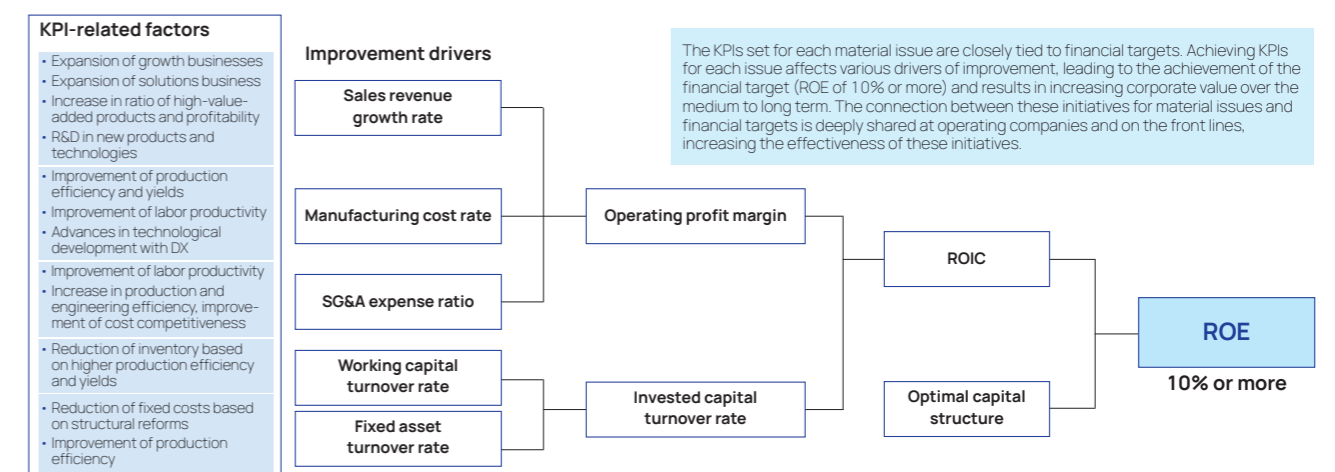 KPI-related factors
• Expansion of growth businesses
• Expansion of solutions business
• Increase in ratio of high-value-
added products and profitability
• R&D in new products and
technologies
• Improvement of production
efficiency and yields
• Improvement of labor productivity
• Advances in technological
development with DX
• Improvement of labor productivity
• Increase in production and
engineering efficiency, improve-
ment of cost competitiveness
• Reduction of inventory based
on higher production efficiency
and yields
• Reduction of fixed costs based
on structural reforms
• Improvement of production
efficiency
Improvement drivers
Sales revenue
growth rate
Manufacturing cost rate
SG&A expense ratio
Working capital
turnover rate
Fixed asset
turnover rate
Operating profit margin
Invested capital
turnover rate
The KPIs set for each material issue are closely tied to financial targets. Achieving KPIs
for each issue affects various drivers of improvement, leading to the achievement of the
financial target (ROE of 10% or more) and results in increasing corporate value over the
medium to long term. The connection between these initiatives for material issues and
financial targets is deeply shared at operating companies and on the front lines,
increasing the effectiveness of these initiatives.
ROIC
Optimal capital
structure
ROE
10% or more